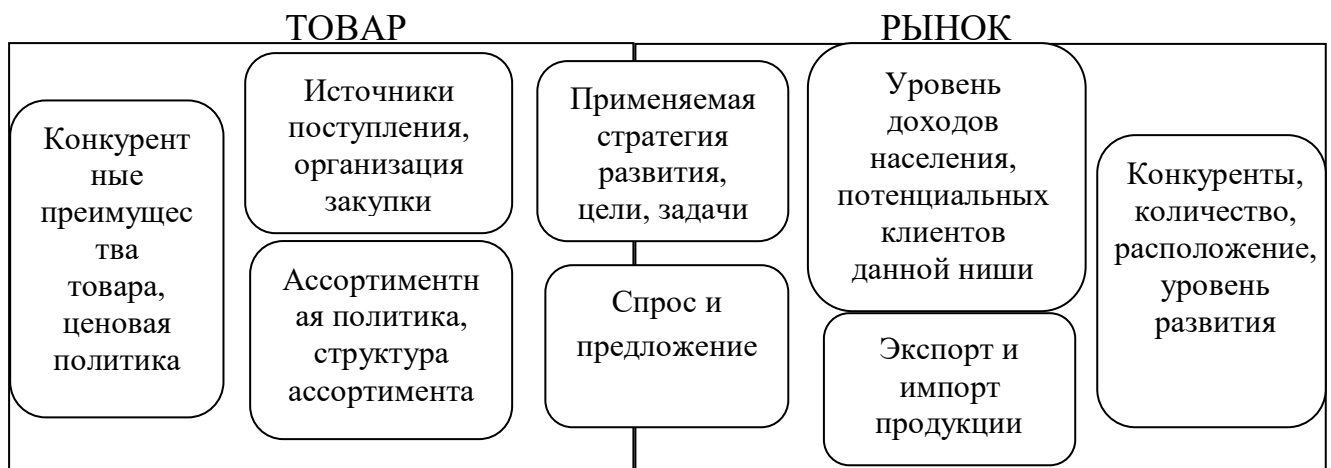 ТОВАР
РЫНОК
Конкурент
ные
преимущес
тва
товара,
ценовая
политика
Источники
поступления,
организация
закупки
Ассортиментн
ая политика,
структура
ассортимента
Применяемая
стратегия
развития,
цели, задачи
Спрос и
предложение
Уровень
доходов
населения,
потенциальных
клиентов
данной ниши
Экспорт и
импорт
продукции
Конкуренты,
количество,
расположение,
уровень
развития